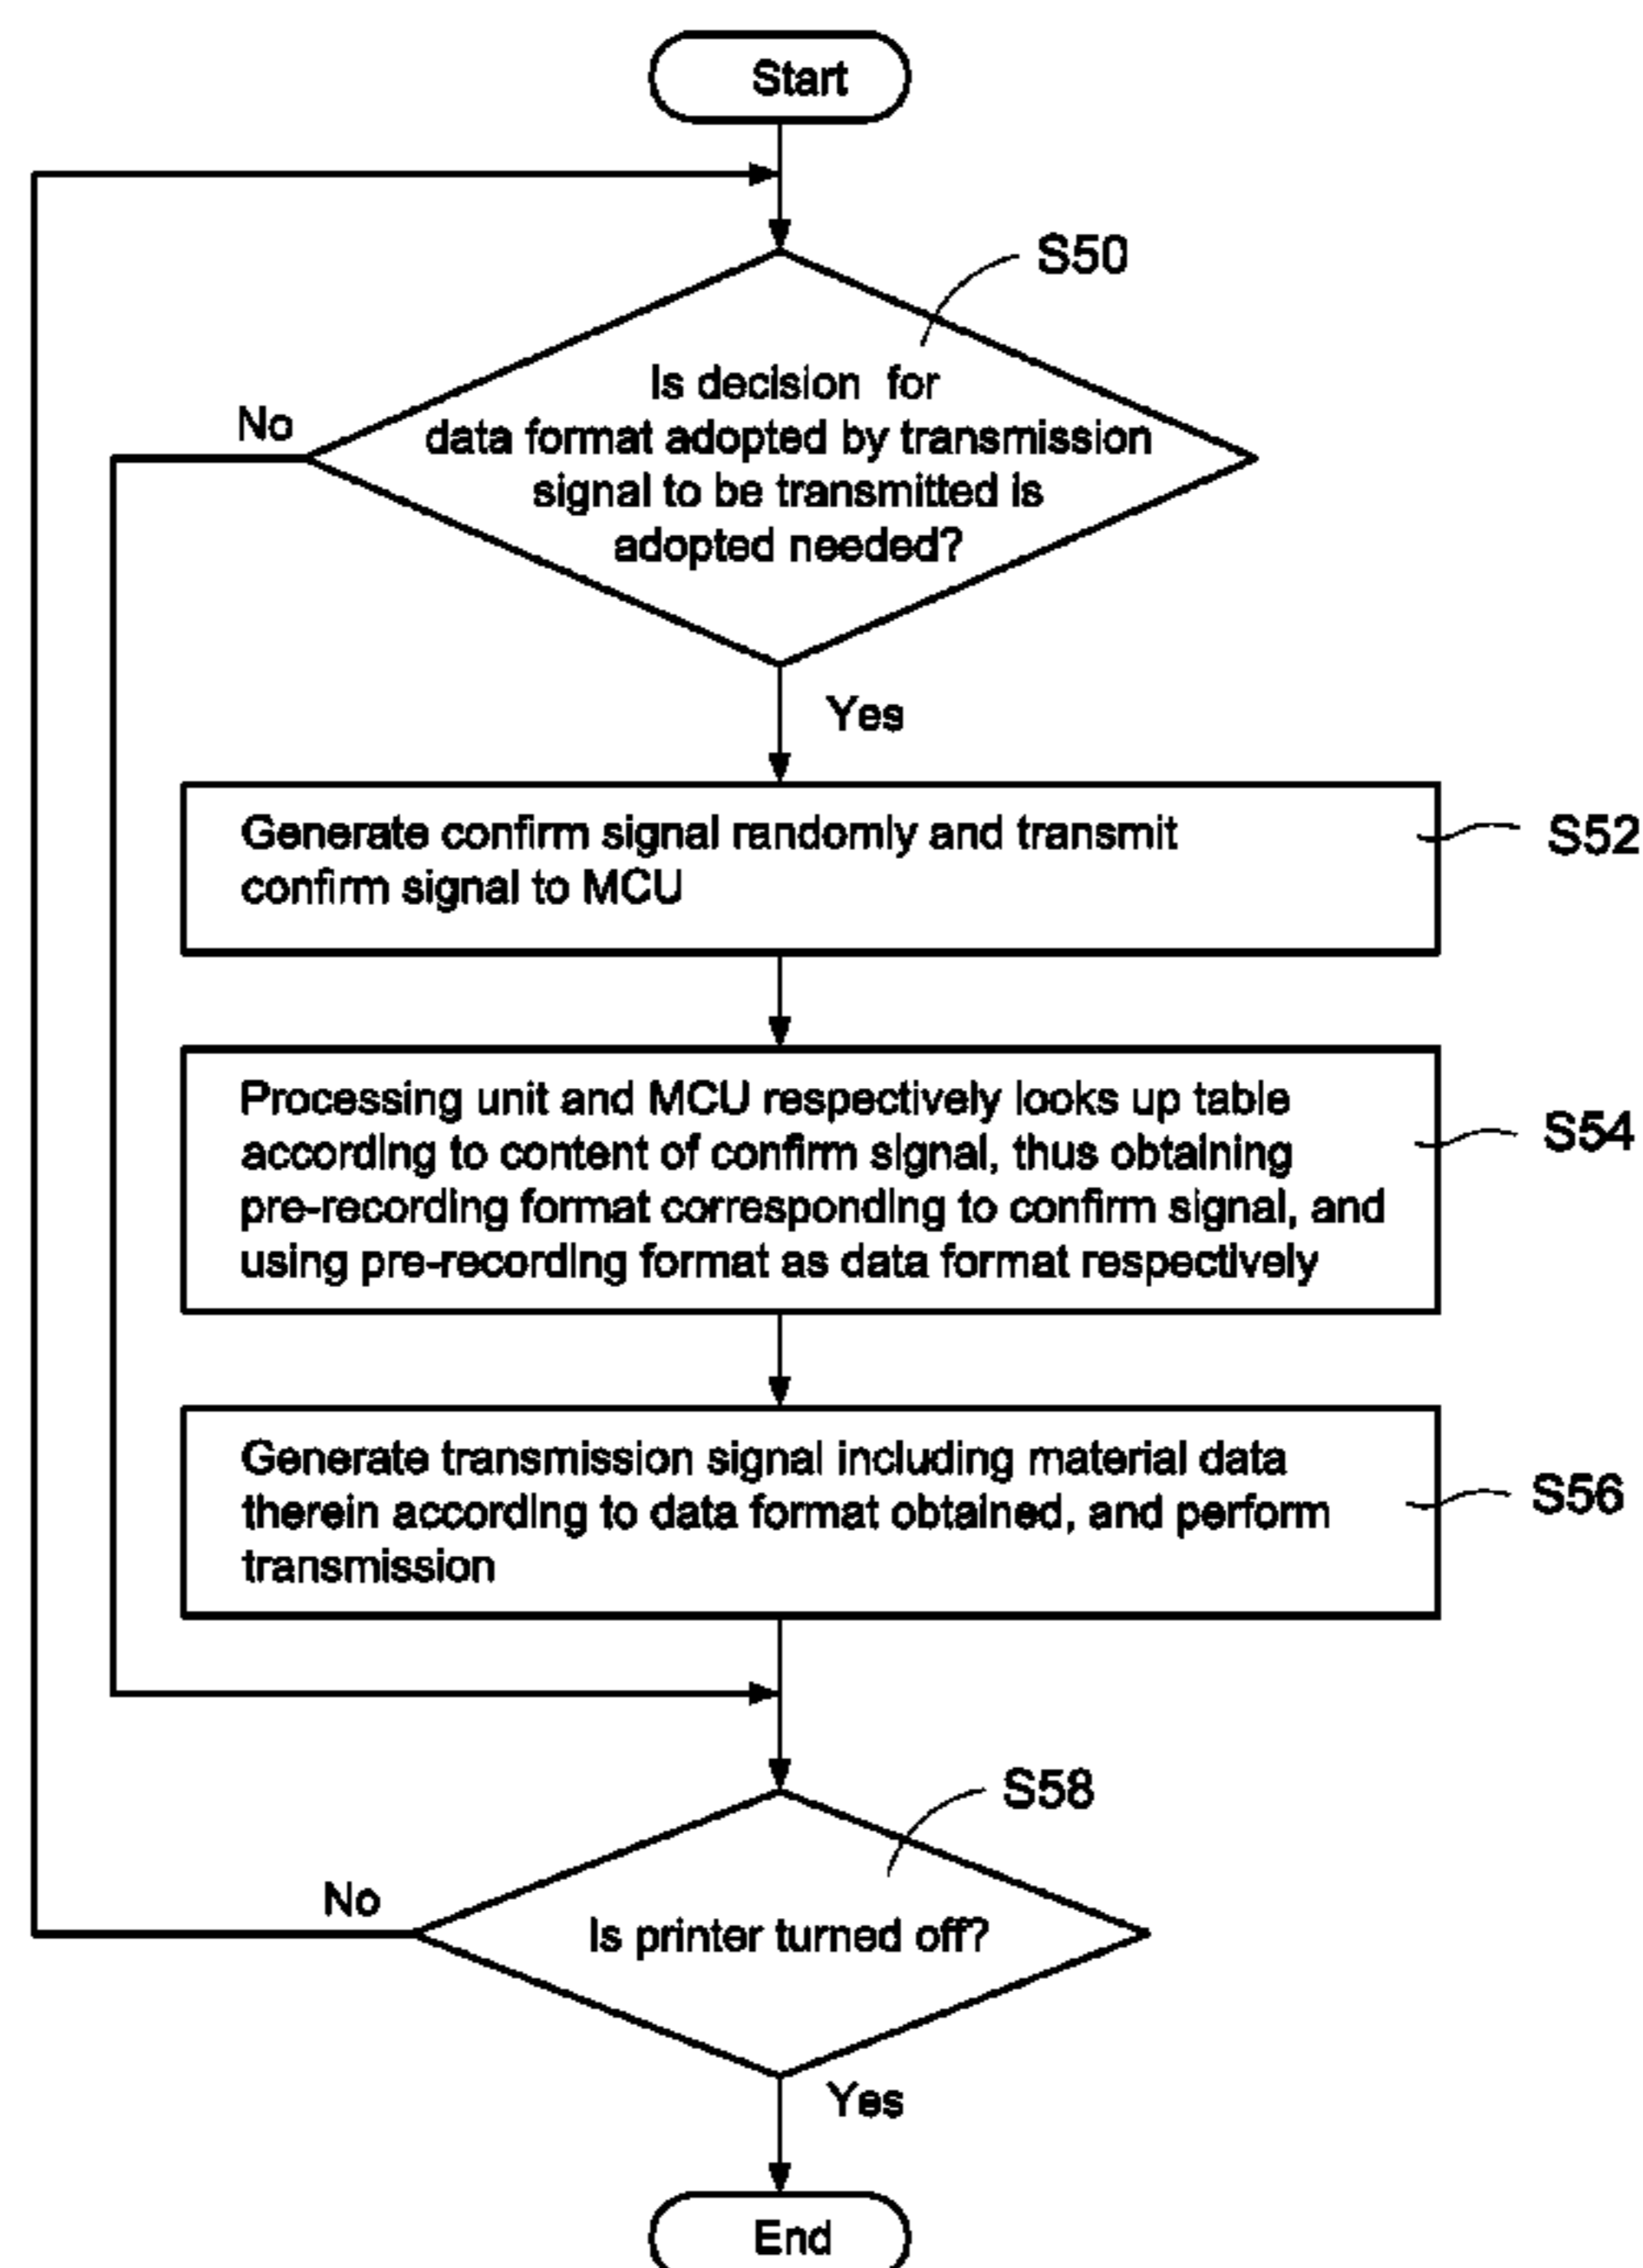 Start
S50
Is decision for
No
data format adopted by transmission
signal to be transmitted is
adopted needed?
Yes
Generate confirm signal randomly and transmit
confirm signal to MCU
S52
Processing unit and MCU respectively looks up table
according to content of confirm signal, thus obtaining
pre-recording format corresponding to confirm signal, and
using pre-recording format as data format respectively
S54
Generate transmission signal including material data
therein according to data format obtained, and perform
transmission
S56
S58
No
Is printer turned off?
Yes
End